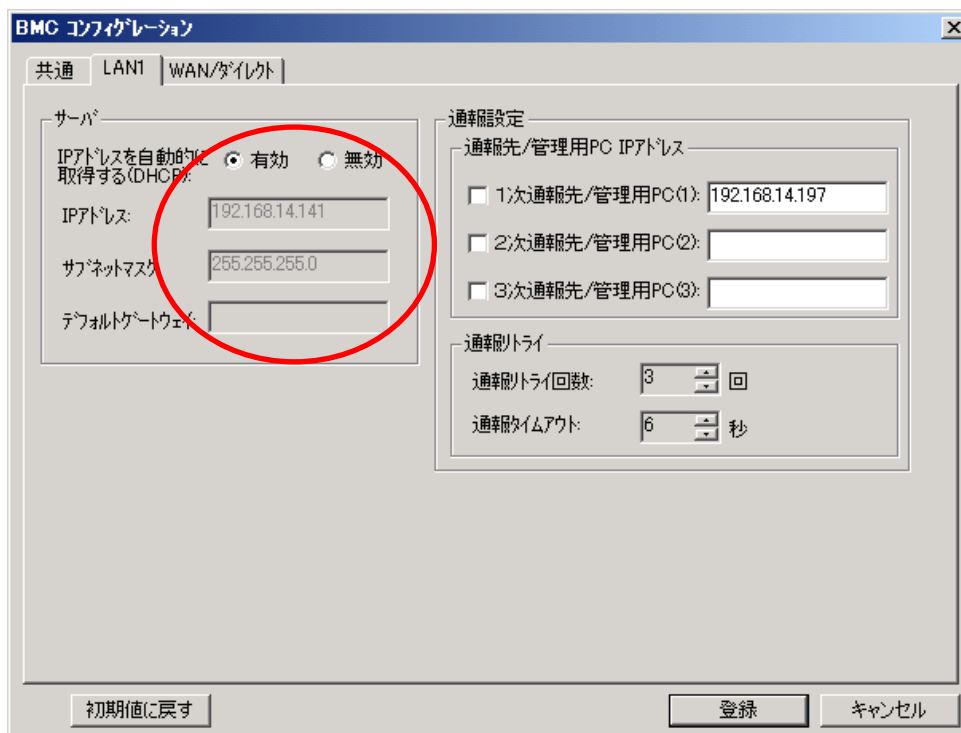 BMC コンフィグレーション
共通 LAN1 WAN/ダイレクト
サーバ
IPアドレスを自動的に
取得する(DHCP):
有効 無効
IPアドレス: 192.168.14.141
サブネットマスク 255.255.255.0
デフォルトゲートウェイ:
通報設定
通報先/管理用PC IPアドレス
1次通報先/管理用PC(1): 192.168.14.197
2次通報先/管理用PC(2):
3次通報先/管理用PC(3):
通報リトライ
通報リトライ回数: 3 回
通報タイムアウト: 6 秒
初期値に戻す 登録 キャンセル